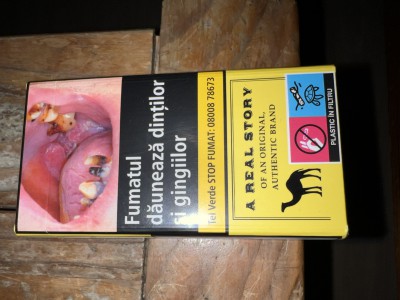 Fumatul
dăunează dinților
și gingiilor
Tel Verde STOP FUMAT: 08008 78673
A REAL STORY
OF AN ORIGINAL,
AUTHENTIC BRAND
PLASTIC ÎN FILTRU